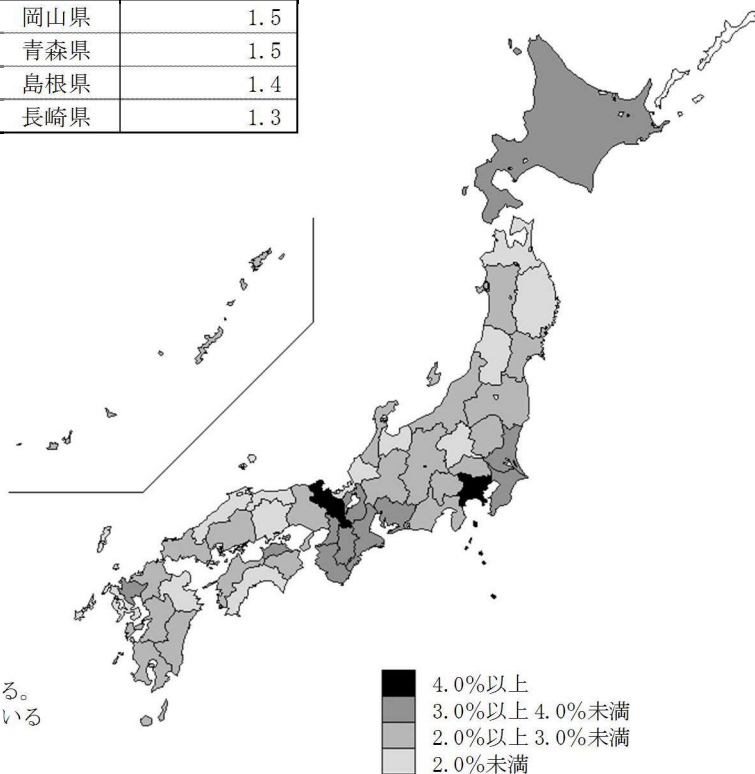 岡山県 1.5
青森県 1.5
島根県 1.4
長崎県 1.3
る。
いる
4.0%以上
3.0%以上4.0%未満
2.0%以上3.0%未満
2.0%未満